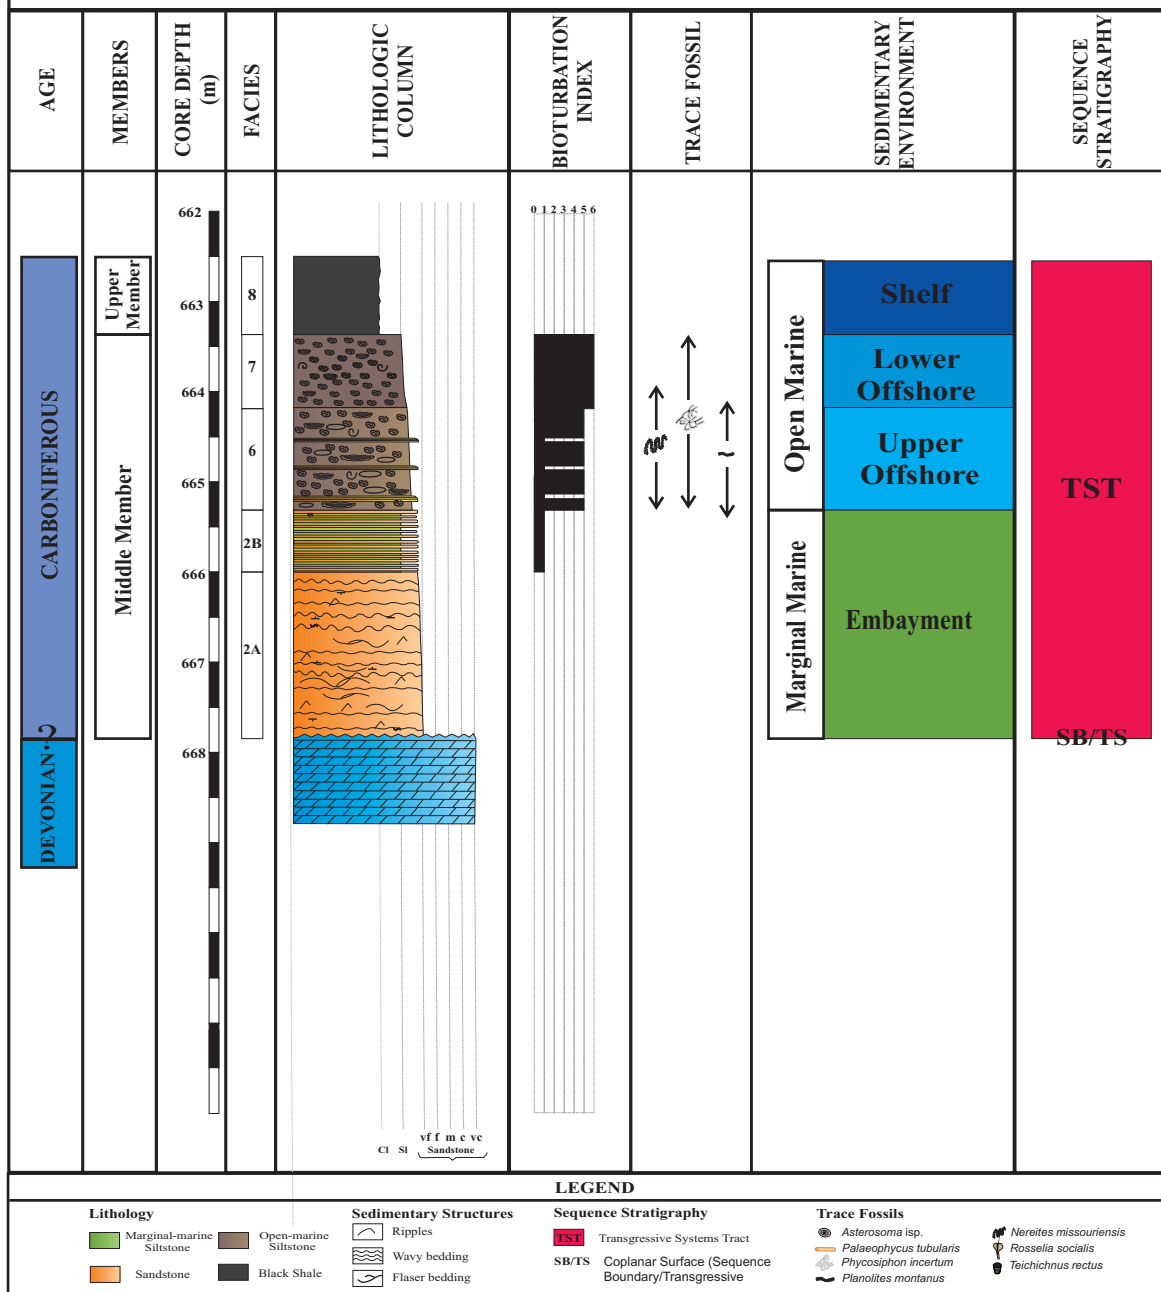 AGE
MEMBERS
CORE DEPTH
(m)
FACIES
LITHOLOGIC
COLUMN
BIOTURBATION
INDEX
TRACE FOSSIL
SEDIMENTARY
ENVIRONMENT
SEQUENCE
STRATIGRAPHY
CARBONIFEROUS
?
DEVONIAN
Upper
Member
Middle Member
662
663
664
665
666
667
668
8
7
6
2B
2A
0 1 2 3 4 5 6
Open Marine
Marginal Marine
Shelf
Lower
Offshore
Upper
Offshore
Embayment
TST
SB/TS
vf f m c vc
Cl Sl Sandstone
LEGEND
Lithology
Marginal-marine
Siltstone
Open-marine
Siltstone
Sandstone
Black Shale
Sedimentary Structures
Ripples
Wavy bedding
Flaser bedding
Sequence Stratigraphy
TST Transgressive Systems Tract
SB/TS Coplanar Surface (Sequence
Boundary/Transgressive
Trace Fossils
Asterosoma isp.
Palaeophycus tubularis
Phycosiphon incertum
Planolites montanus
Nereites missouriensis
Rosselia socialis
Teichichnus rectus